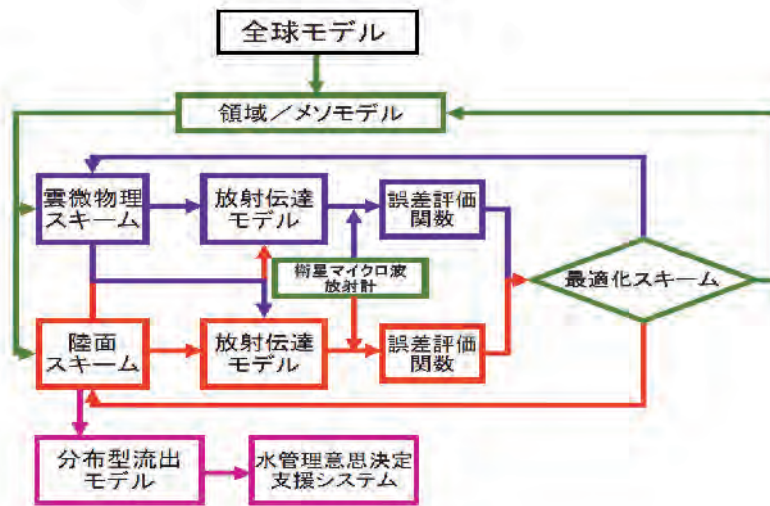 全球モデル
領域／メソモデル
雲微物理
スキーム
放射伝達
モデル
誤差評価
関数
衛星マイクロ波
放射計
最適化スキーム
陸面
スキーム
放射伝達
モデル
誤差評価
関数
分布型流出
モデル
水管理意思決定
支援システム